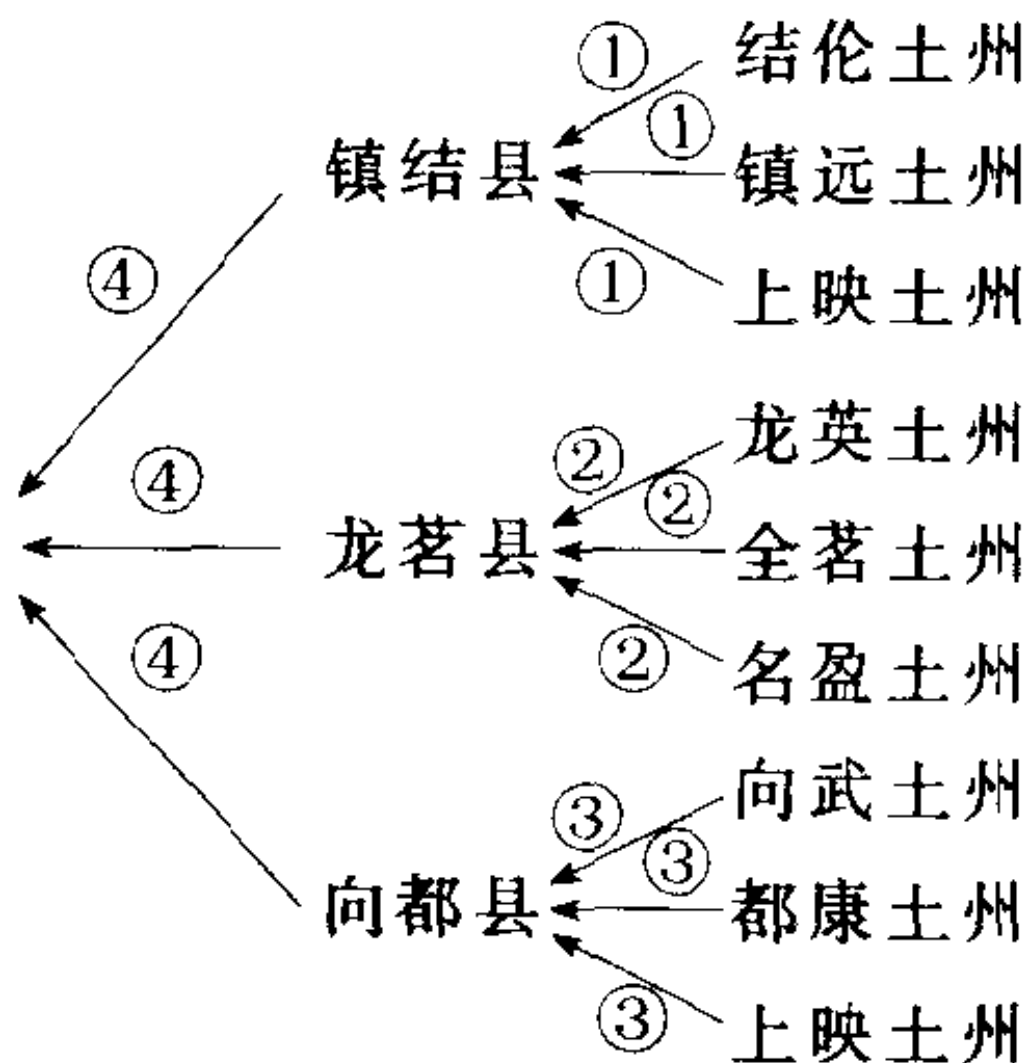 ① 结伦土州
① 镇远土州
镇结县
① 上映土州
④
② 龙英土州
④ ② 全茗土州
龙茗县
② 名盈土州
④
③ 向武土州
③ 都康土州
向都县
③ 上映土州